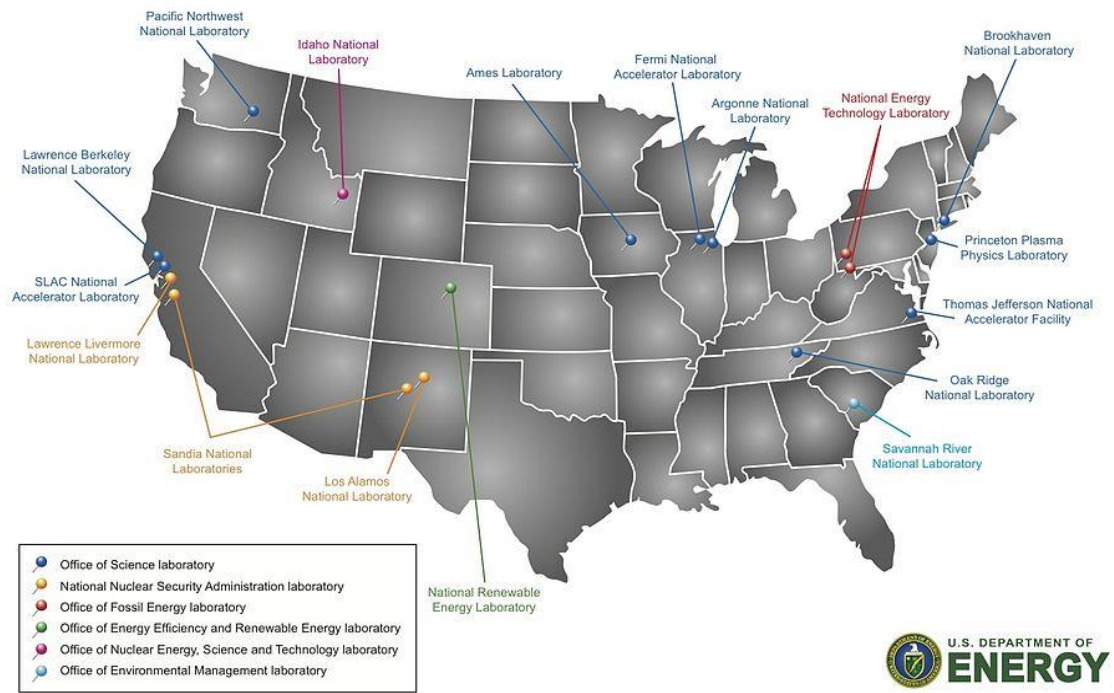 Pacific Northwest
National Laboratory
Idaho National
Laboratory
Ames Laboratory
Fermi National
Accelerator Laboratory
Argonne National
Laboratory
National Energy
Technology Laboratory
Brookhaven
National Laboratory
Lawrence Berkeley
National Laboratory
SLAC National
Accelerator Laboratory
Lawrence Livermore
National Laboratory
Sandia National
Laboratories
Los Alamos
National Laboratory
National Renewable
Energy Laboratory
Princeton Plasma
Physics Laboratory
Thomas Jefferson National
Accelerator Facility
Oak Ridge
National Laboratory
Savannah River
National Laboratory
Office of Science laboratory
National Nuclear Security Administration laboratory
Office of Fossil Energy laboratory
Office of Energy Efficiency and Renewable Energy laboratory
Office of Nuclear Energy, Science and Technology laboratory
Office of Environmental Management laboratory
U.S. DEPARTMENT OF
ENERGY